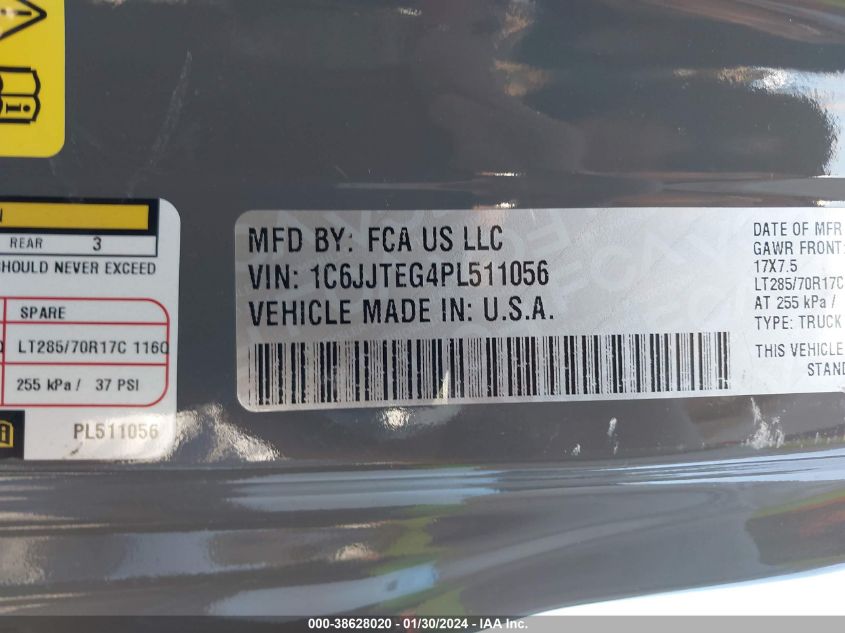 N
REAR 3
HOULD NEVER EXCEED
SPARE
Q LT285/70R17C 116Q
255 kPa / 37 PSI
PL511056
MFD BY: FCA US LLC
VIN: 1C6JJTEG4PL511056
VEHICLE MADE IN: U.S.A.
DATE OF MFR
GAWR FRONT:
17X7.5
LT285/70R17C
AT 255 kPa /
TYPE: TRUCK
THIS VEHICLE
STAND
000-38628020 - 01/30/2024 - IAA Inc.